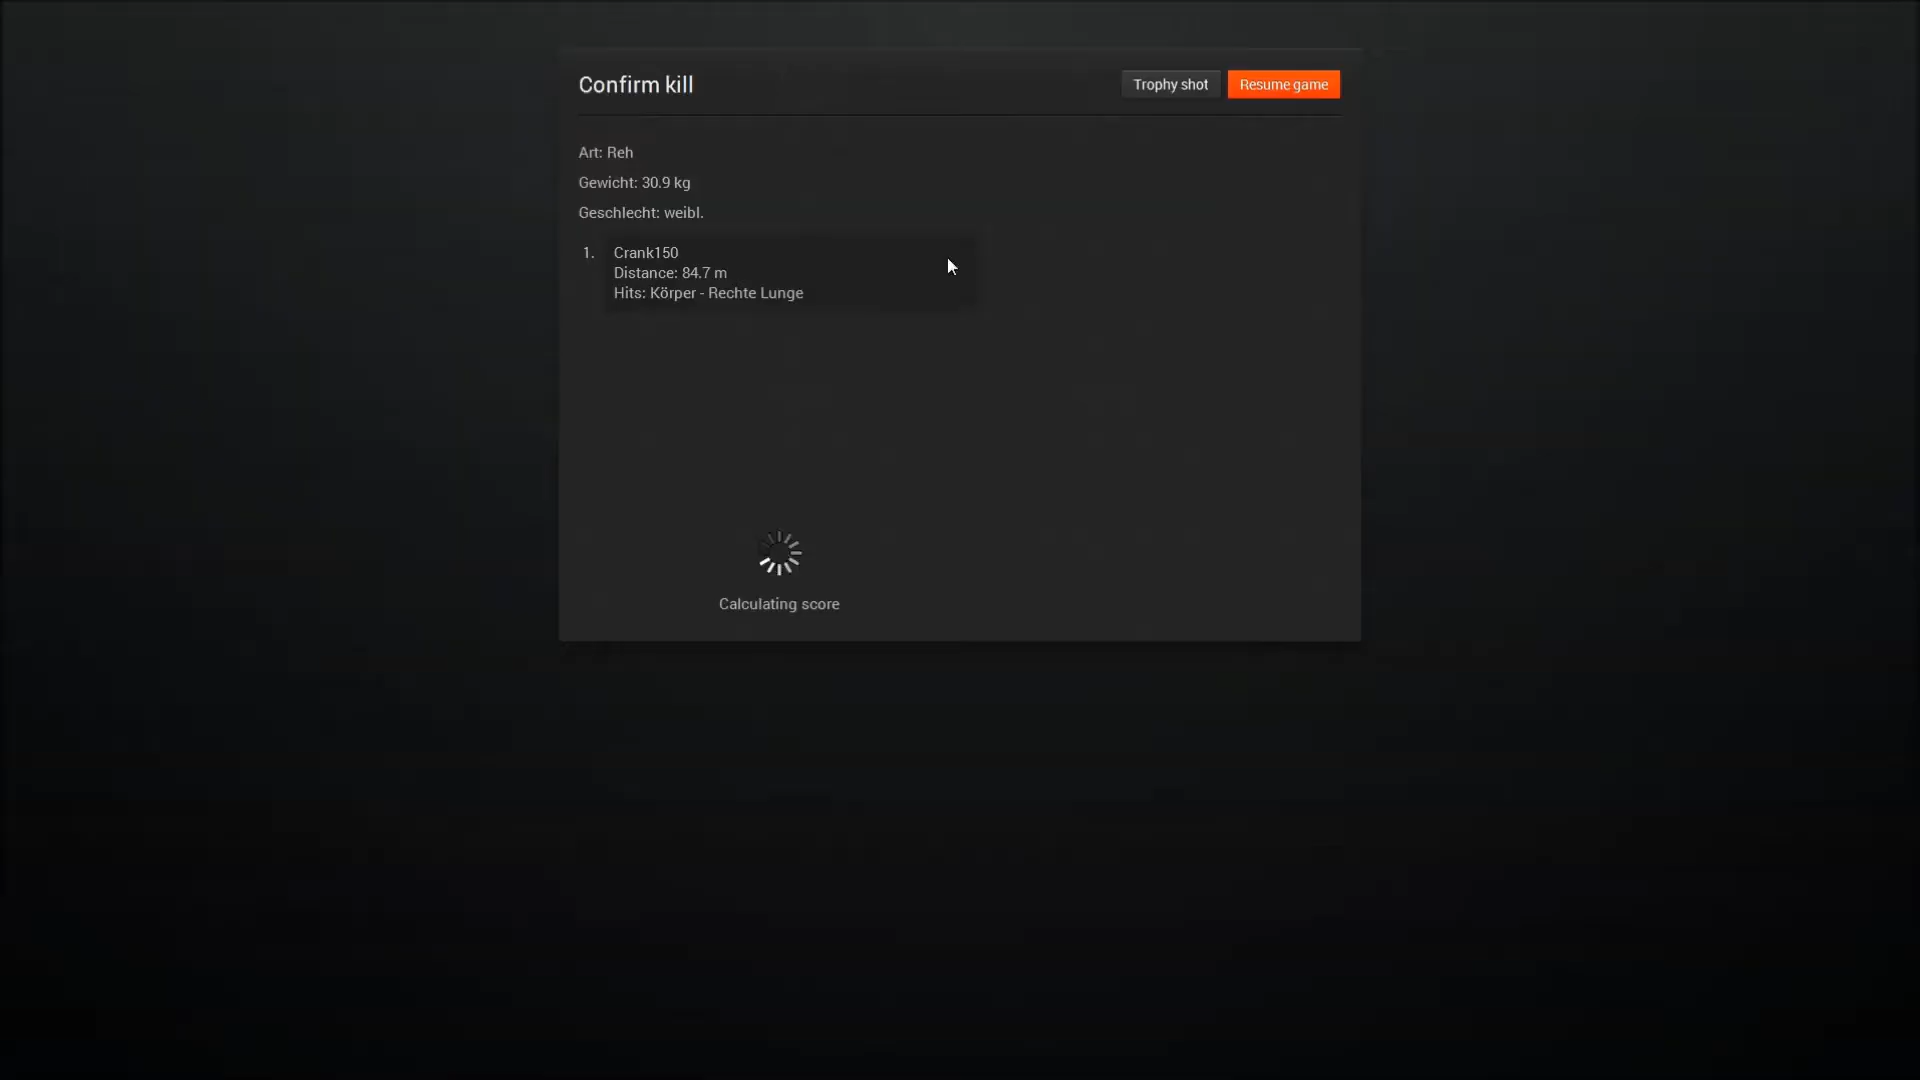 Confirm kill
Trophy shot
Resume game
Art: Reh
Gewicht: 30.9 kg
Geschlecht: weibl.
1. Crank150
Distance: 84.7 m
Hits: Körper - Rechte Lunge
Calculating score